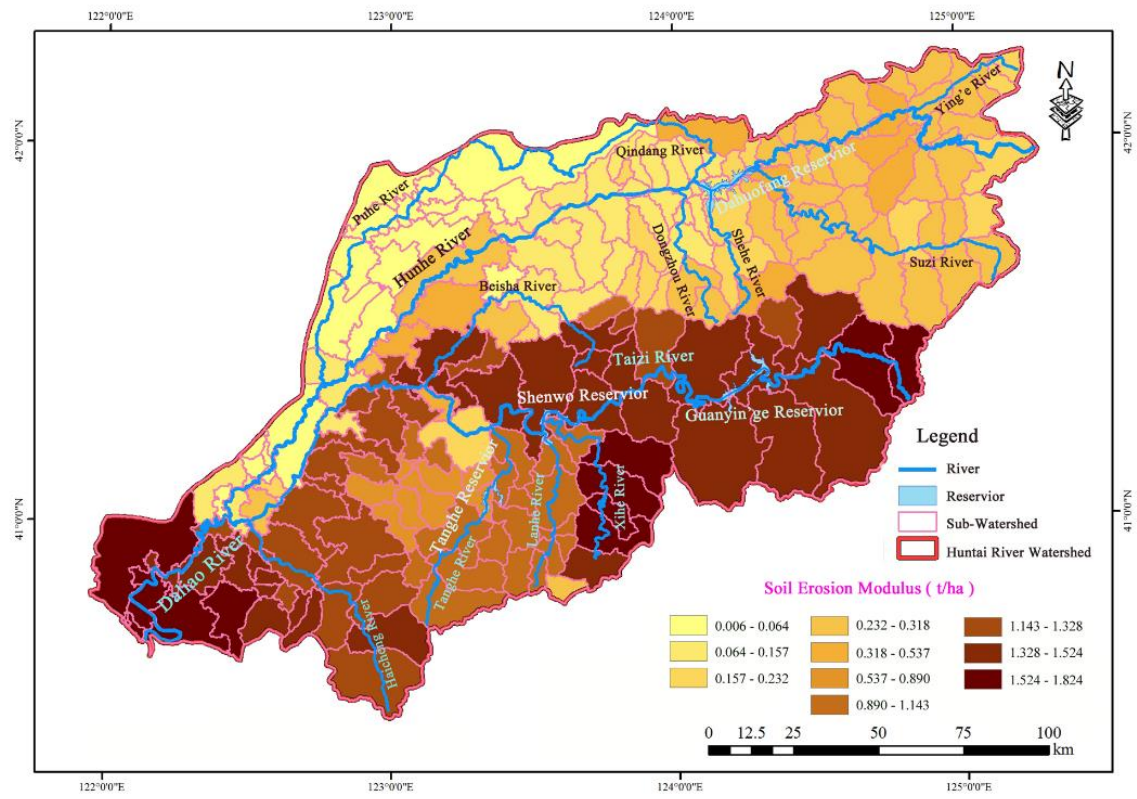 122°0'0"E
123°0'0"E
124°0'0"E
125°0'0"E
N
42°0'0"N
42°0'0"N
Ying'e River
Qindang River
Dahuofang Reservior
Puhe River
Hunhe River
Dongzhou River
Shehe River
Suzi River
Beisha River
Taizi River
Shenwo Reservior
Guanyin'ge Reservior
Legend
River
Reservior
Sub-Watershed
Huntai River Watershed
Tanghe Reservior
Lanhe River
Xihe River
Tanghe River
41°0'0"N
41°0'0"N
Dahao River
Haicheng River
Soil Erosion Modulus ( t/ha )
0.006 - 0.064
0.064 - 0.157
0.157 - 0.232
0.232 - 0.318
0.318 - 0.537
0.537 - 0.890
0.890 - 1.143
1.143 - 1.328
1.328 - 1.524
1.524 - 1.824
0 12.5 25 50 75 100
km
122°0'0"E
123°0'0"E
124°0'0"E
125°0'0"E